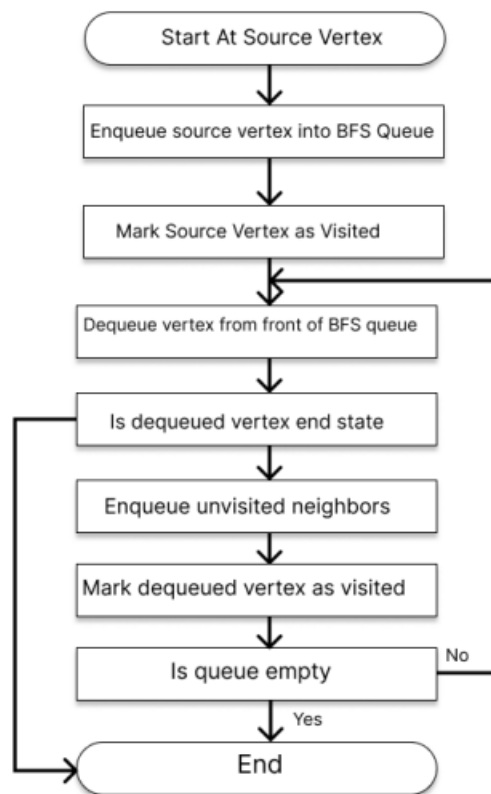 Start At Source Vertex
Enqueue source vertex into BFS Queue
Mark Source Vertex as Visited
Dequeue vertex from front of BFS queue
Is dequeued vertex end state
Enqueue unvisited neighbors
Mark dequeued vertex as visited
Is queue empty
No
Yes
End